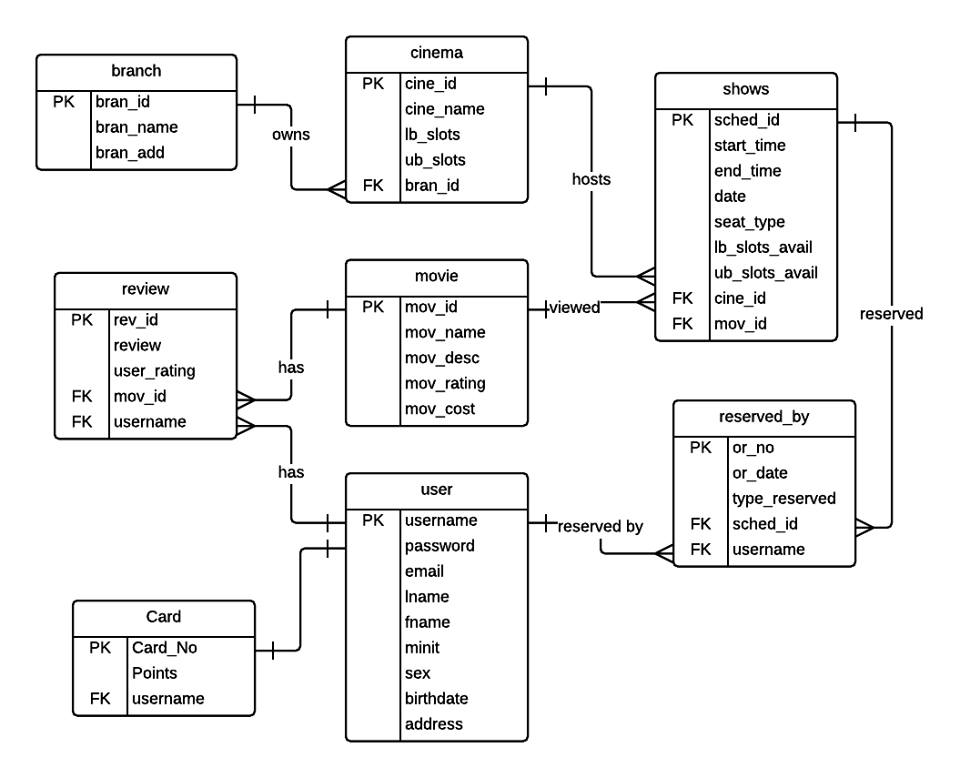 branch
PK bran_id
bran_name
bran_add
owns
cinema
PK cine_id
cine_name
lb_slots
ub_slots
FK bran_id
hosts
shows
PK sched_id
start_time
end_time
date
seat_type
lb_slots_avail
ub_slots_avail
FK cine_id
FK mov_id
reserved
review
PK rev_id
review
user_rating
FK mov_id
FK username
has
has
movie
PK mov_id
mov_name
mov_desc
mov_rating
mov_cost
viewed
user
PK username
password
email
lname
fname
minit
sex
birthdate
address
reserved by
reserved_by
PK or_no
or_date
type_reserved
FK sched_id
FK username
Card
PK Card_No
Points
FK username